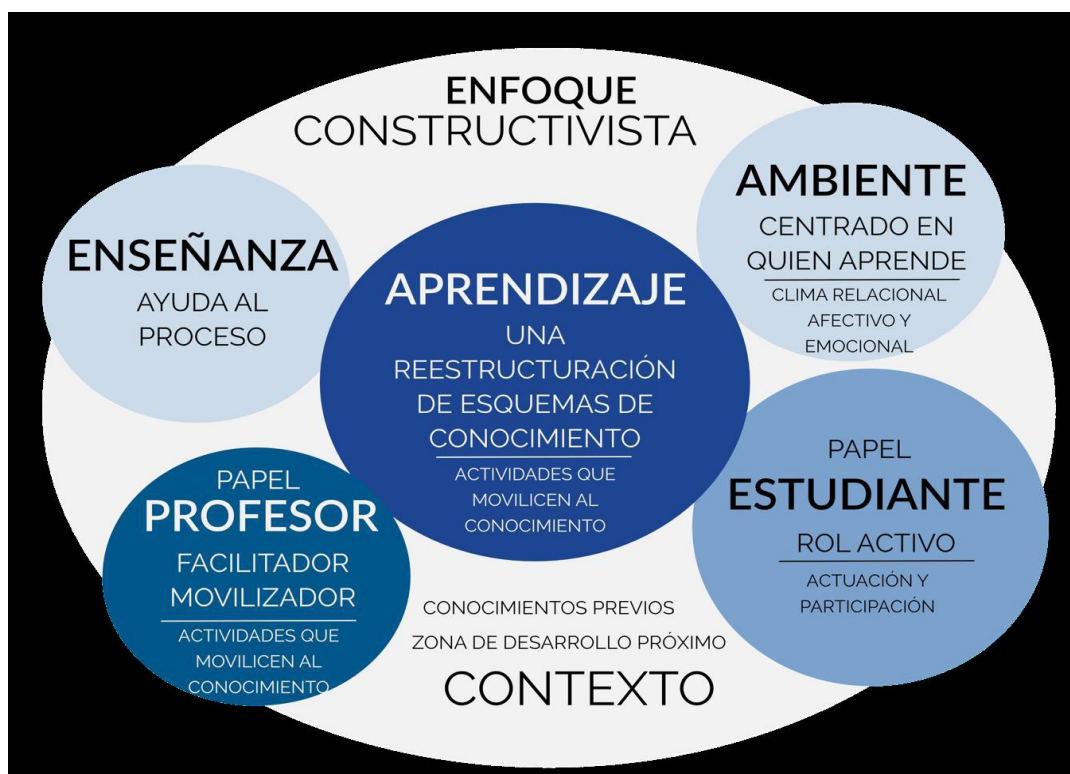 ENFOQUE
CONSTRUCTIVISTA
ENSEÑANZA
AYUDA AL
PROCESO
APRENDIZAJE
UNA
REESTRUCTURACIÓN
DE ESQUEMAS DE
CONOCIMIENTO
ACTIVIDADES QUE
MOVILICEN AL
CONOCIMIENTO
AMBIENTE
CENTRADO EN
QUIEN APRENDE
CLIMA RELACIONAL
AFECTIVO Y
EMOCIONAL
PAPEL
PROFESOR
FACILITADOR
MOVILIZADOR
ACTIVIDADES QUE
MOVILICEN AL
CONOCIMIENTO
PAPEL
ESTUDIANTE
ROL ACTIVO
ACTUACIÓN Y
PARTICIPACIÓN
CONOCIMIENTOS PREVIOS
ZONA DE DESARROLLO PRÓXIMO
CONTEXTO